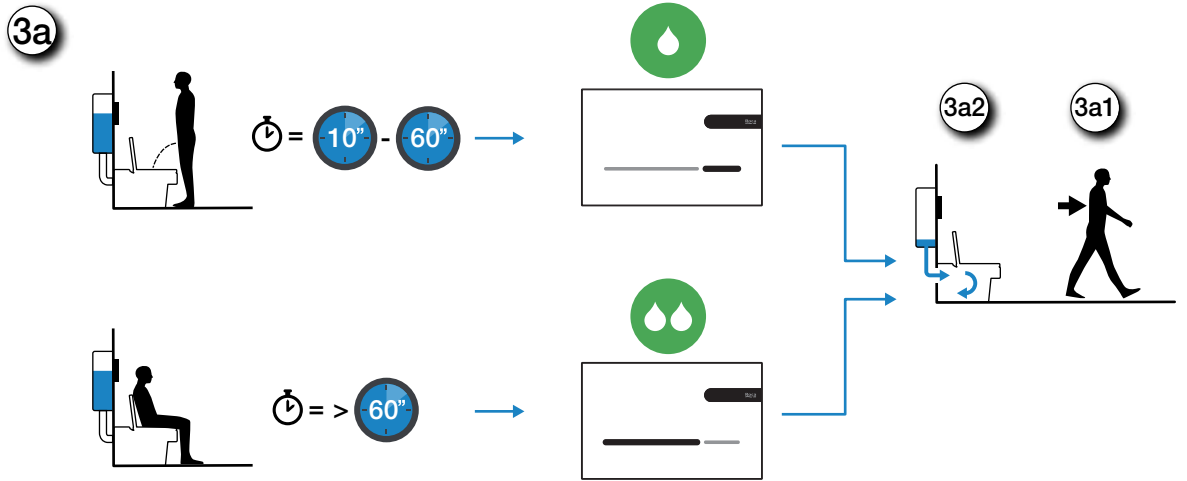 3a
= 10” - 60”
3a2
3a1
= > 60”